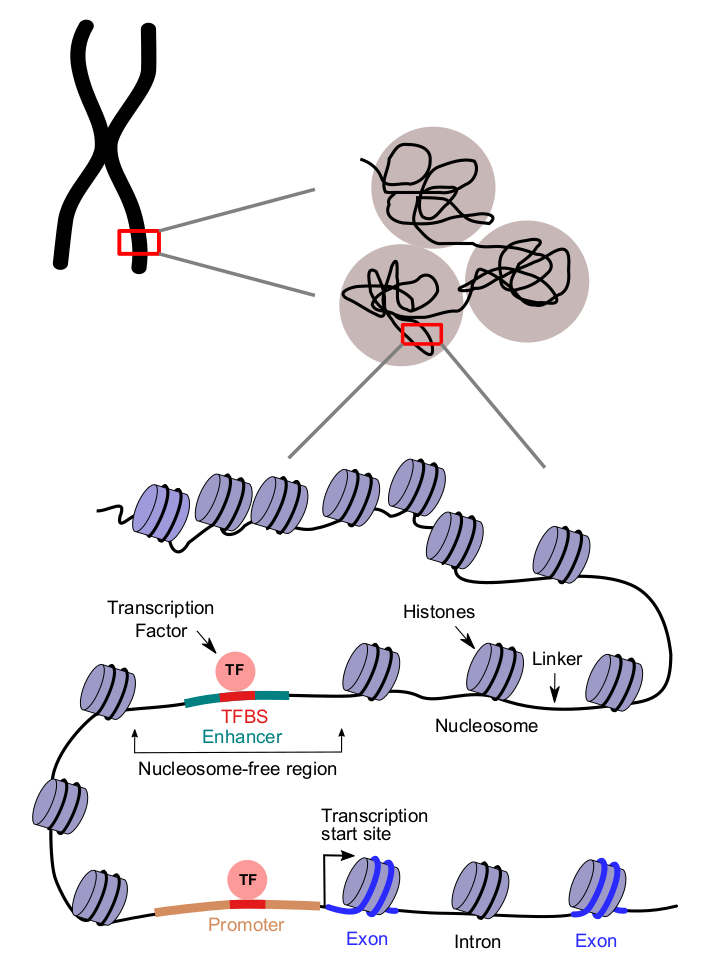 Transcription
Factor
Histones
TF
Linker
TFBS
Enhancer
Nucleosome
Nucleosome-free region
Transcription
start site
TF
Promoter
Exon
Intron
Exon